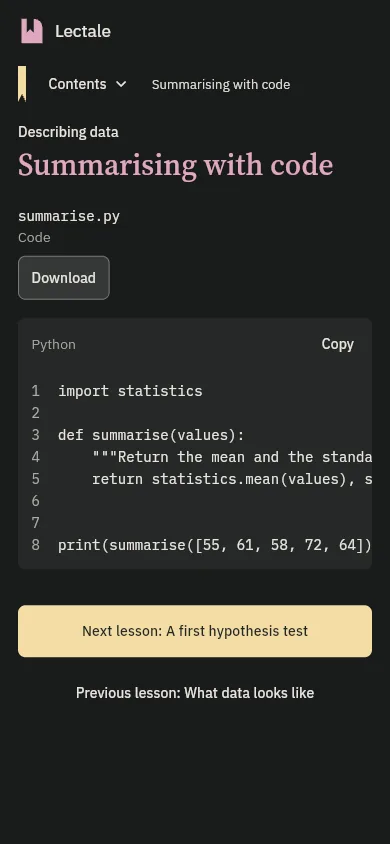 Lectale
Contents Summarising with code
Describing data
Summarising with code
summarise.py
Code
Download
Python Copy
1 import statistics
2
3 def summarise(values):
4 """Return the mean and the standa
5 return statistics.mean(values), s
6
7
8 print(summarise([55, 61, 58, 72, 64])
Next lesson: A first hypothesis test
Previous lesson: What data looks like